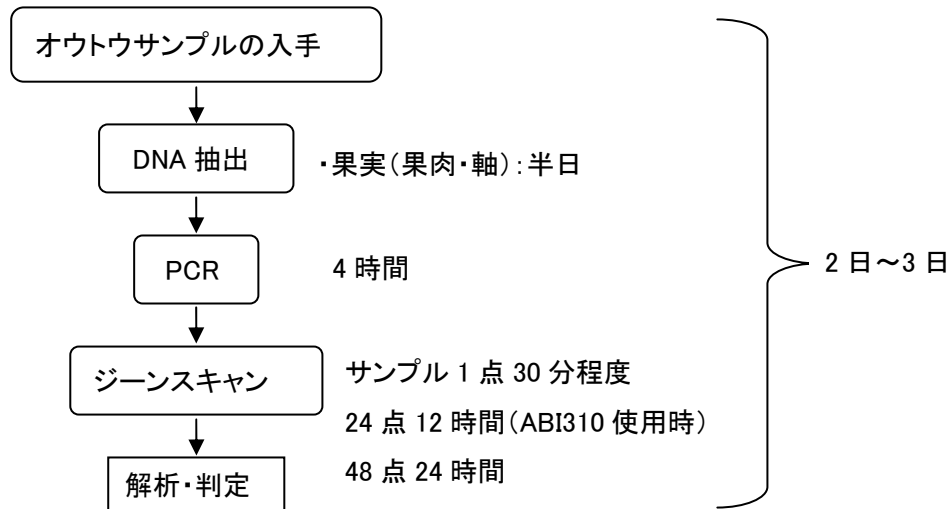 オウトウサンプルの入手
DNA 抽出
・果実(果肉・軸):半日
PCR
4 時間
2 日～3 日
ジーンスキャン
サンプル 1 点 30 分程度
24 点 12 時間(ABI310 使用時)
48 点 24 時間
解析・判定